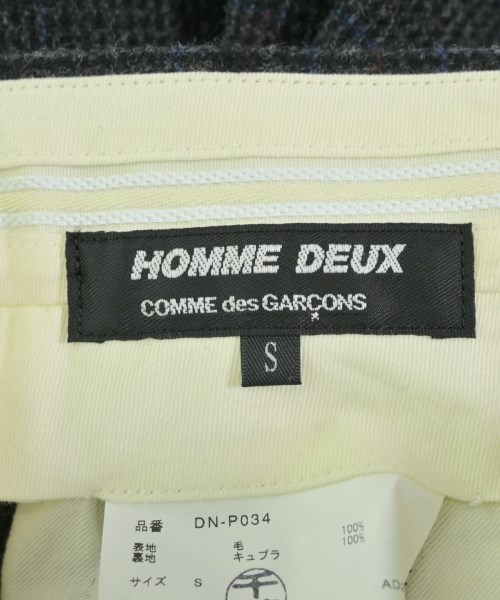 HOMME DEUX
COMME des GARÇONS
S
品番 DN-P034
表地 毛 100%
裏地 キュプラ 100%
サイズ S